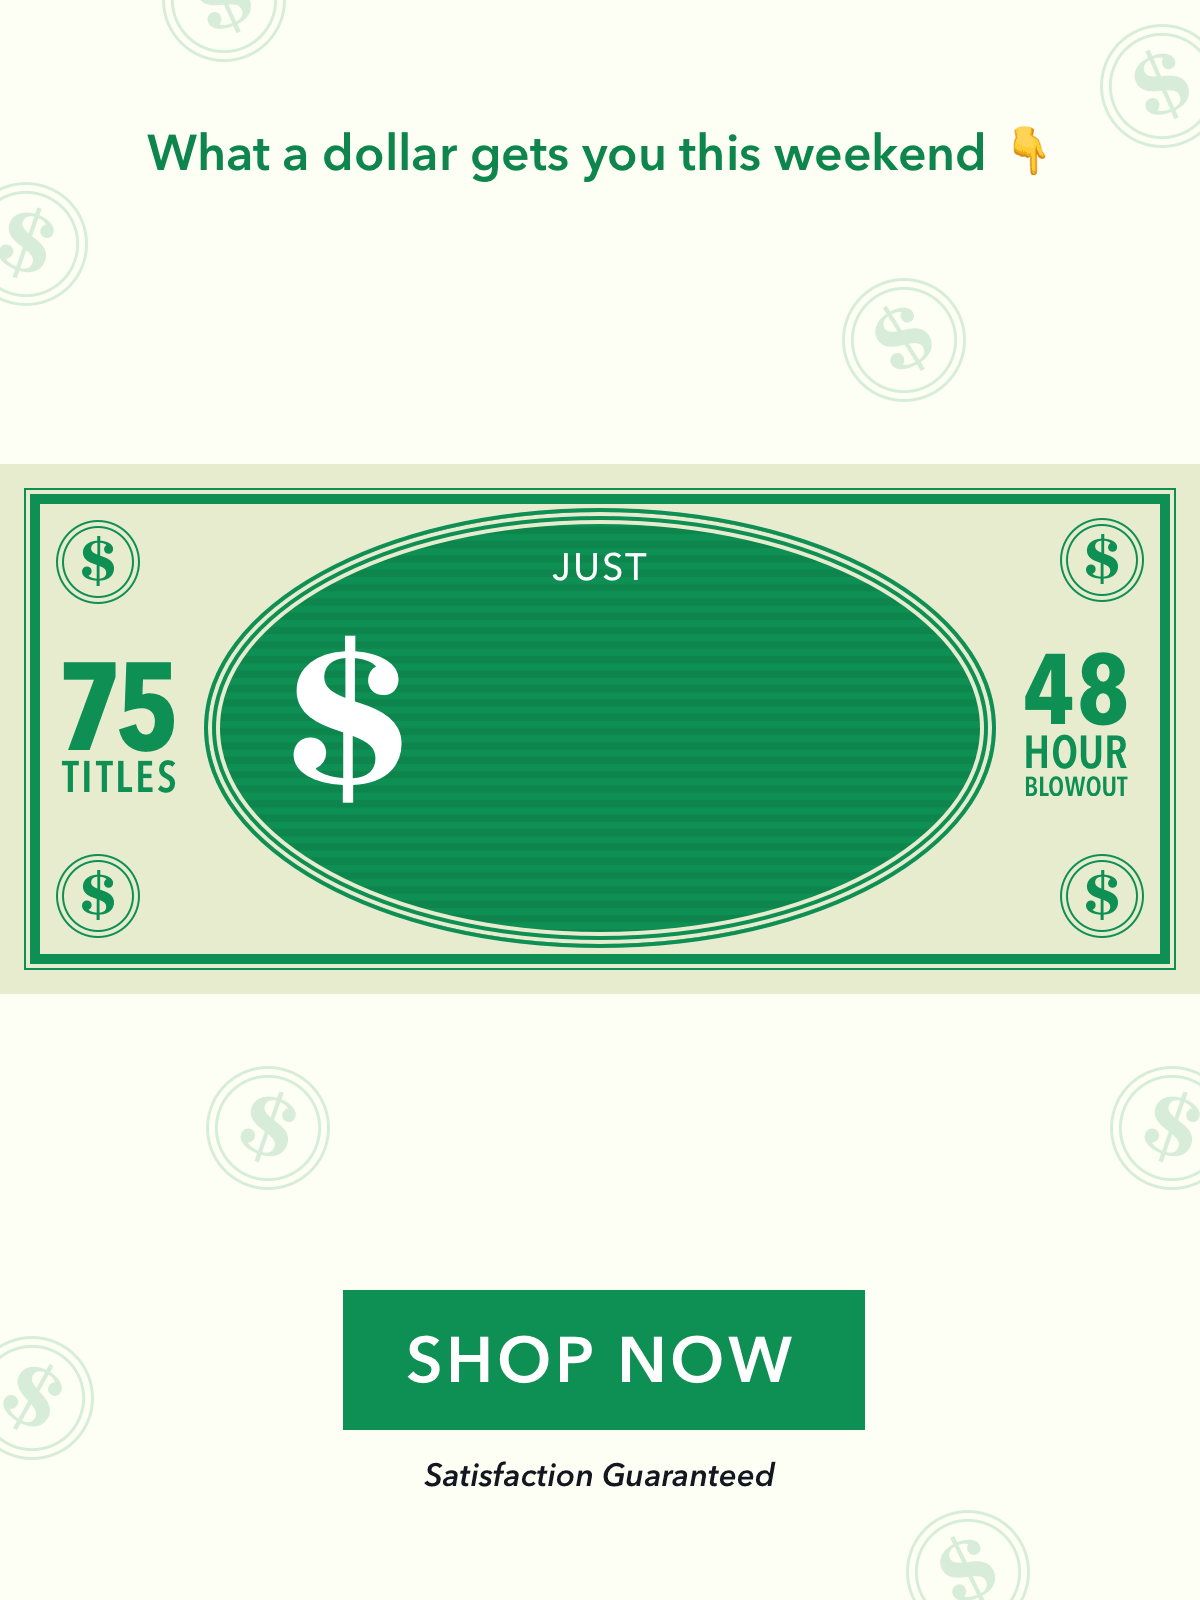 What a dollar gets you this weekend 👇
$
$
JUST
$
75
TITLES
48
HOUR
BLOWOUT
$
$
SHOP NOW
Satisfaction Guaranteed